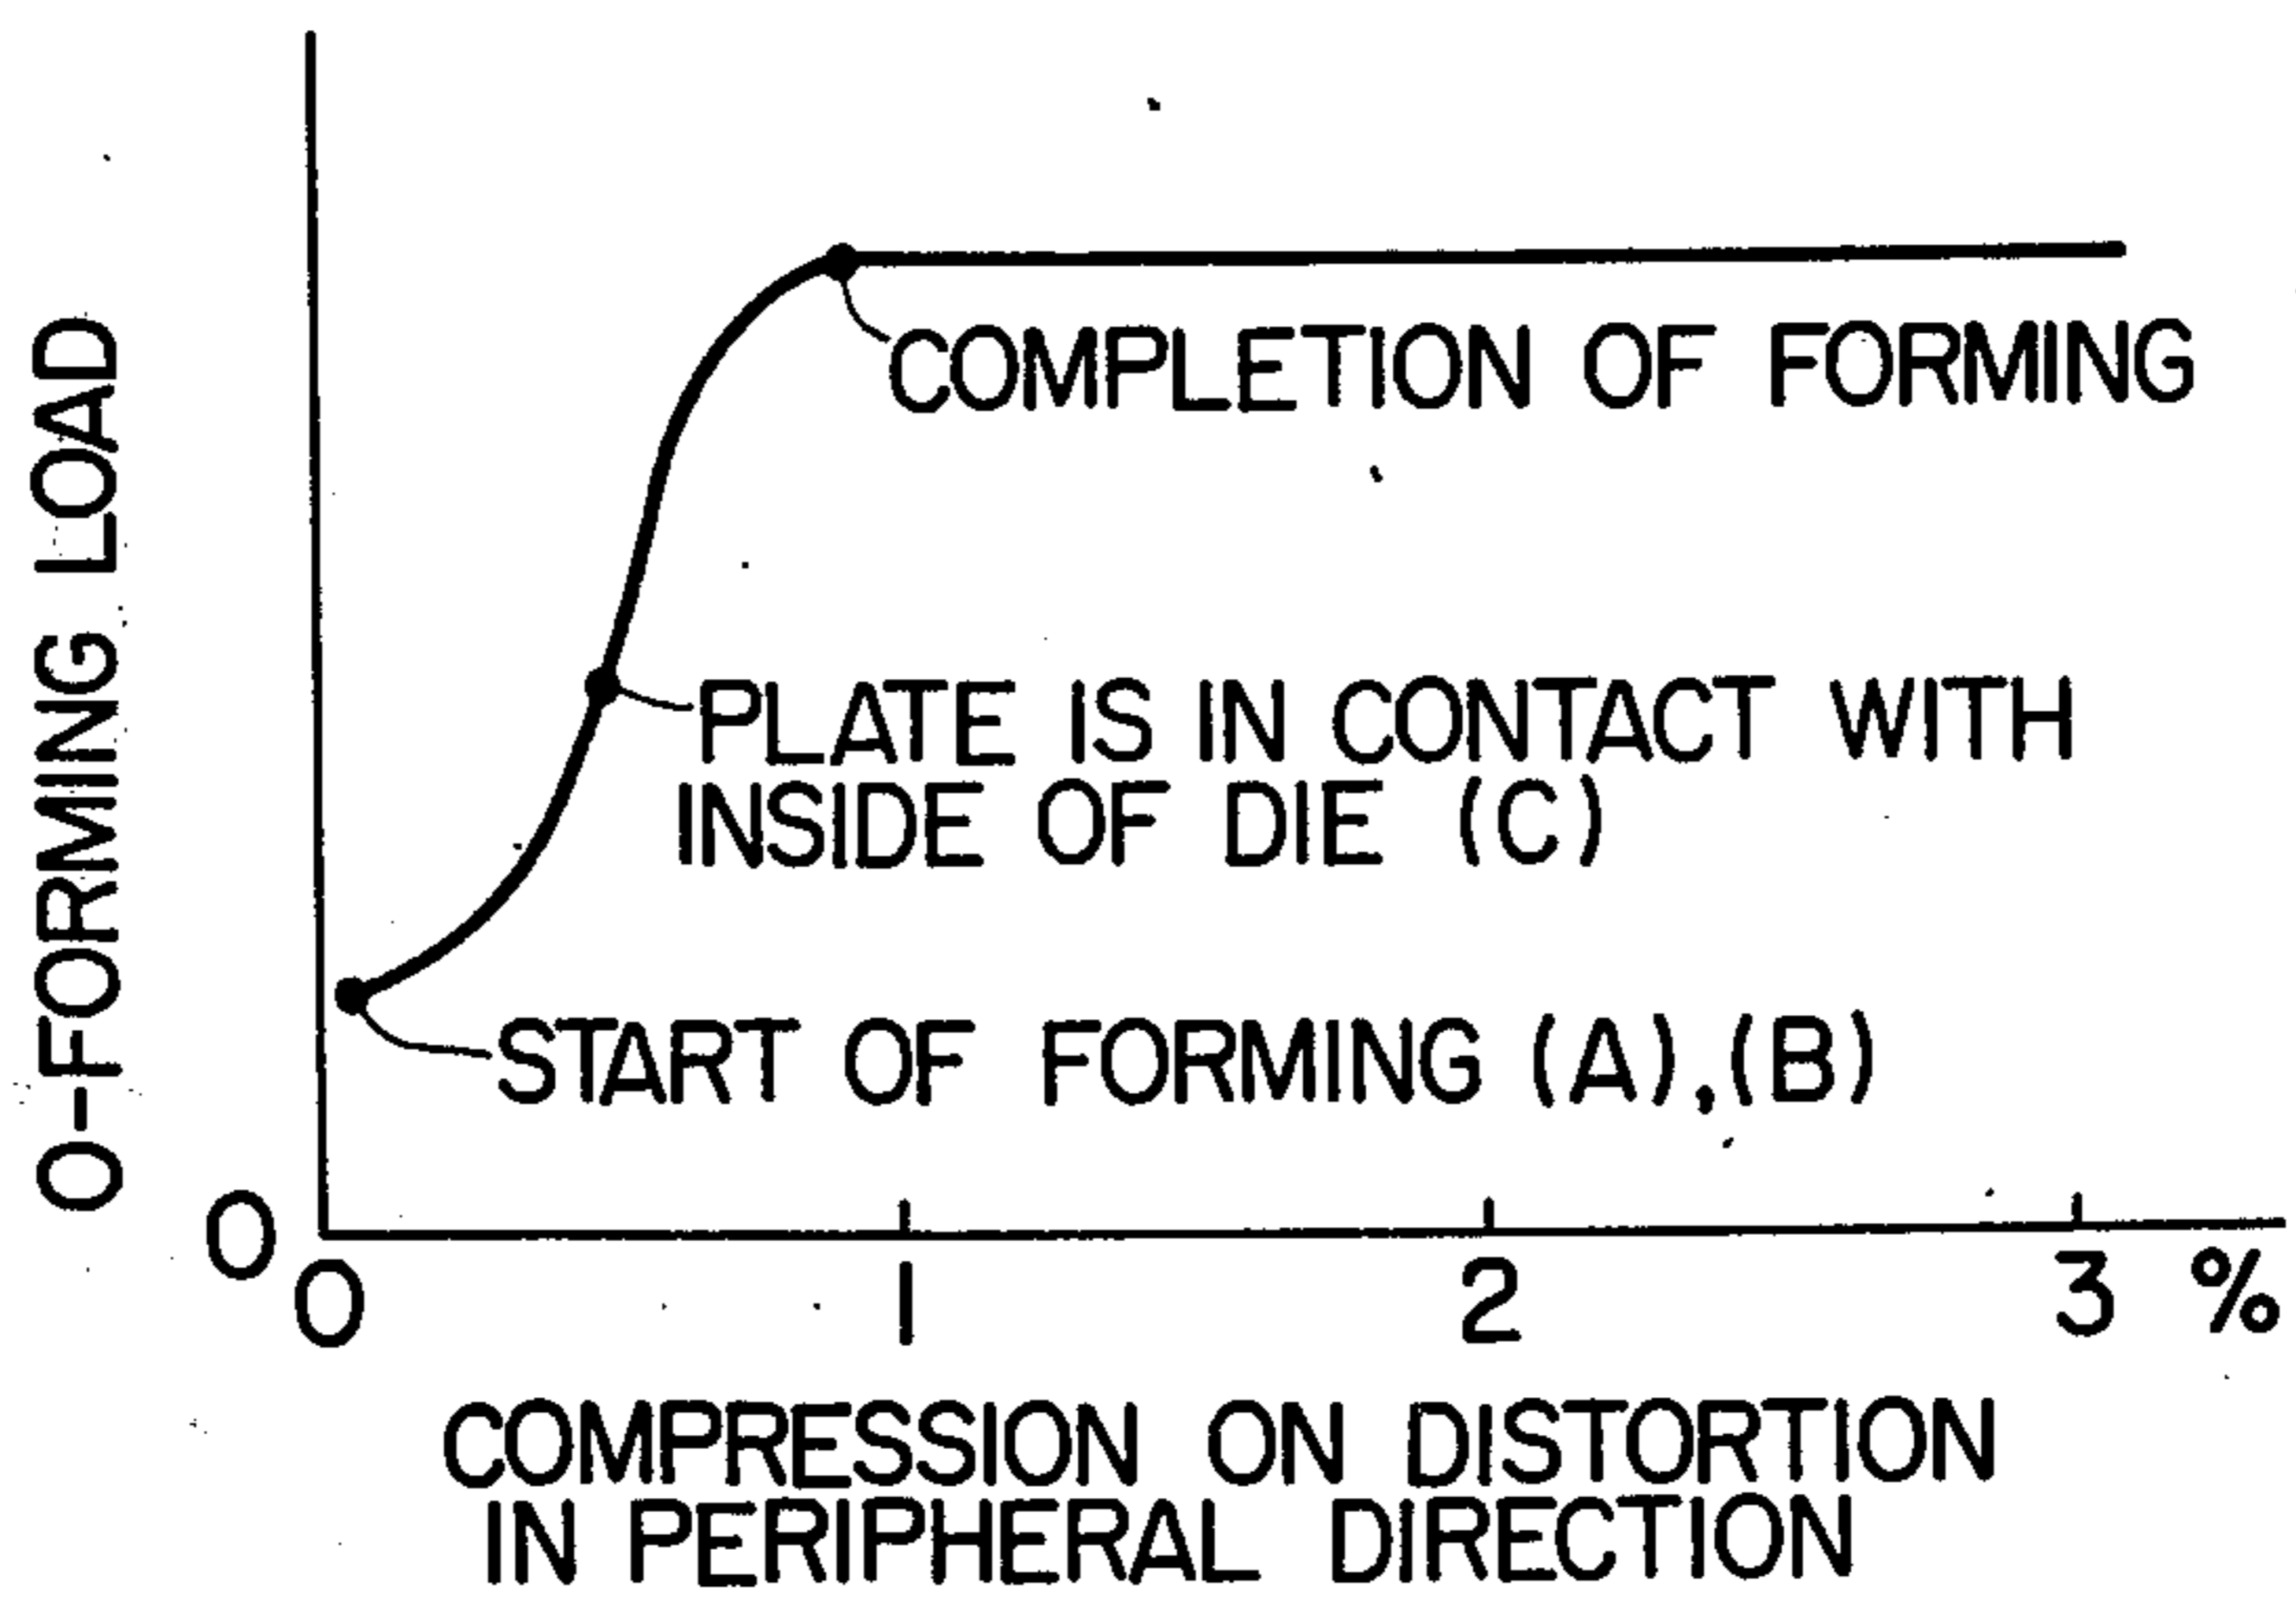 O-FORMING LOAD
COMPLETION OF FORMING
PLATE IS IN CONTACT WITH
INSIDE OF DIE (C)
START OF FORMING (A),(B)
0
0 1 2 3 %
COMPRESSION ON DISTORTION
IN PERIPHERAL DIRECTION